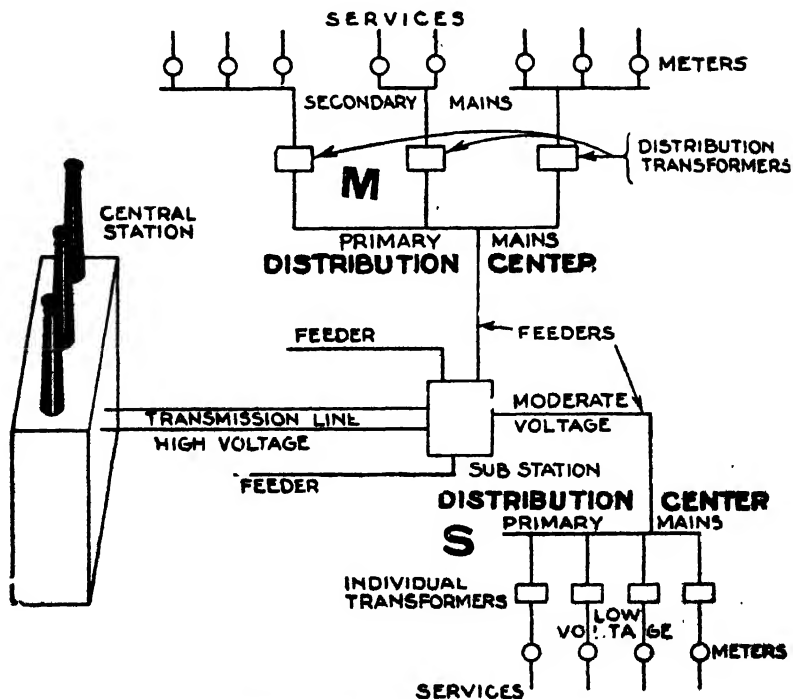 SERVICES
METERS
SECONDARY MAINS
DISTRIBUTION
TRANSFORMERS
M
CENTRAL
STATION
PRIMARY MAINS
DISTRIBUTION CENTER
FEEDER
FEEDERS
MODERATE
VOLTAGE
TRANSMISSION LINE
HIGH VOLTAGE
SUB STATION
FEEDER
DISTRIBUTION CENTER
PRIMARY MAINS
S
INDIVIDUAL
TRANSFORMERS
LOW
VOLTAGE
METERS
SERVICES